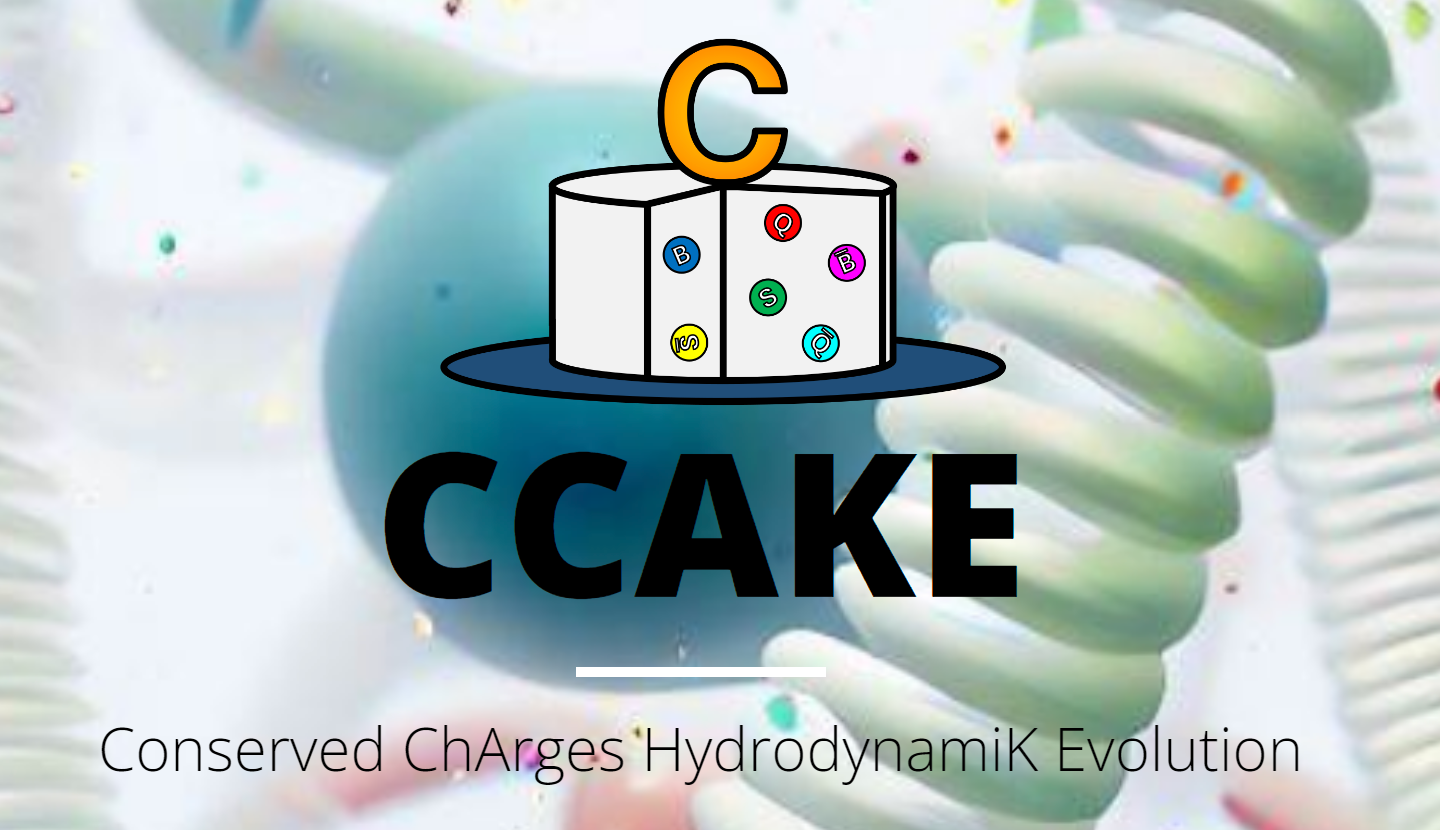 C
Q
B
B̄
S
S̄
Q̄
CCAKE
Conserved ChArges HydrodynamiK Evolution